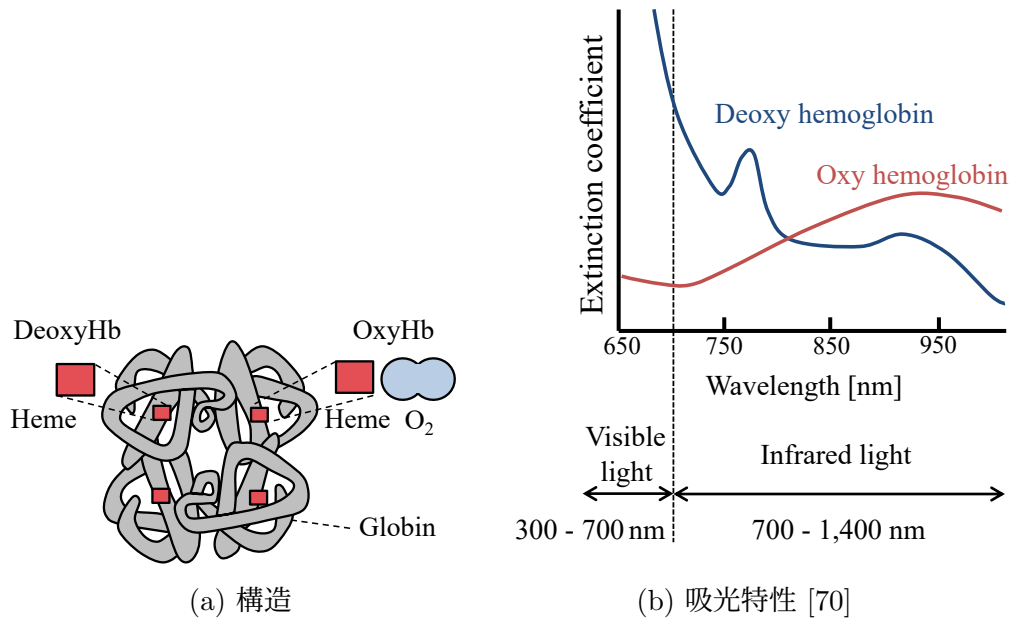 DeoxyHb
OxyHb
Heme
Heme
O2
Globin
(a) 構造
Extinction coefficient
Deoxy hemoglobin
Oxy hemoglobin
650
750
850
950
Wavelength [nm]
Visible
light
Infrared light
300 - 700 nm
700 - 1,400 nm
(b) 吸光特性 [70]